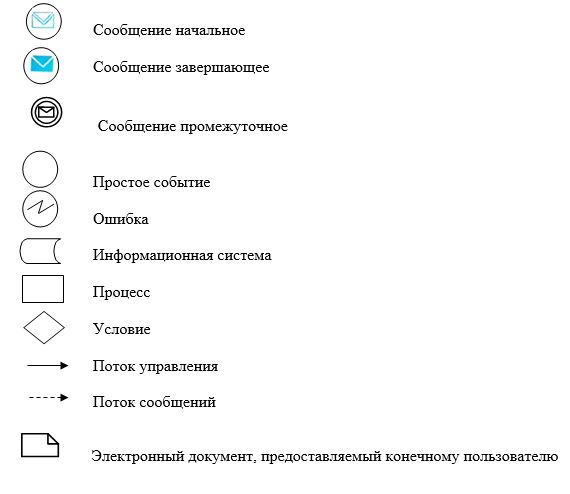 Сообщение начальное
Сообщение завершающее
Сообщение промежуточное
Простое событие
Ошибка
Информационная система
Процесс
Условие
Поток управления
Поток сообщений
Электронный документ, предоставляемый конечному пользователю